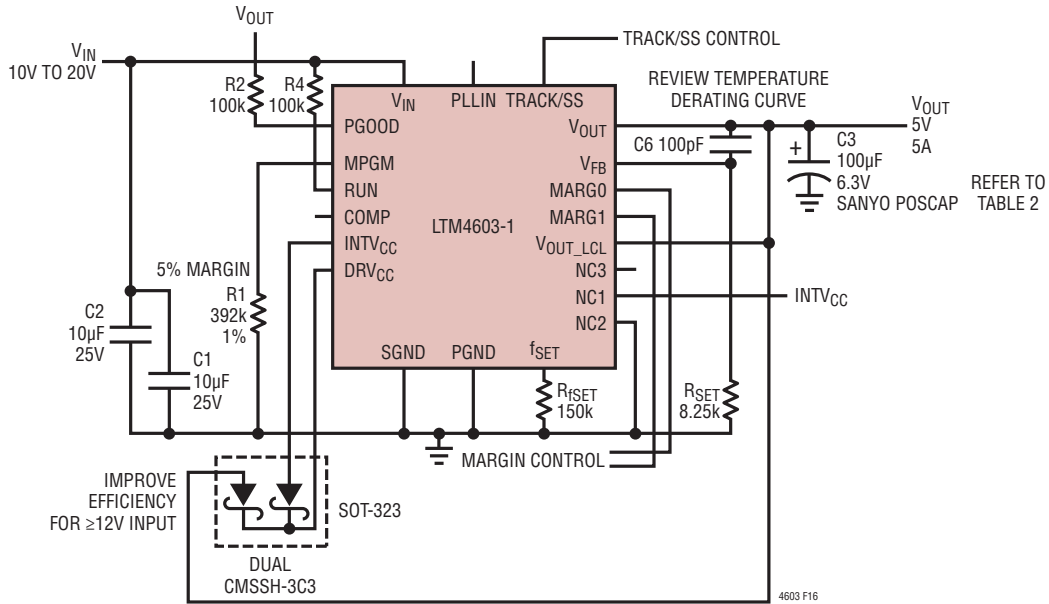 VOUT
VIN
10V TO 20V
R2
100k
R4
100k
TRACK/SS CONTROL
REVIEW TEMPERATURE
DERATING CURVE
VIN
PLLIN
TRACK/SS
PGOOD
MPGM
RUN
COMP
INTVCC
DRVCC
LTM4603-1
VOUT
VFB
MARG0
MARG1
VOUT_LCL
NC3
NC1
NC2
SGND
PGND
fSET
C6 100pF
VOUT
5V
5A
+
C3
100µF
6.3V
SANYO POSCAP
REFER TO
TABLE 2
INTVCC
5% MARGIN
R1
392k
1%
C2
10µF
25V
C1
10µF
25V
RfSET
150k
RSET
8.25k
MARGIN CONTROL
IMPROVE
EFFICIENCY
FOR ≥12V INPUT
SOT-323
DUAL
CMSSH-3C3
4603 F16